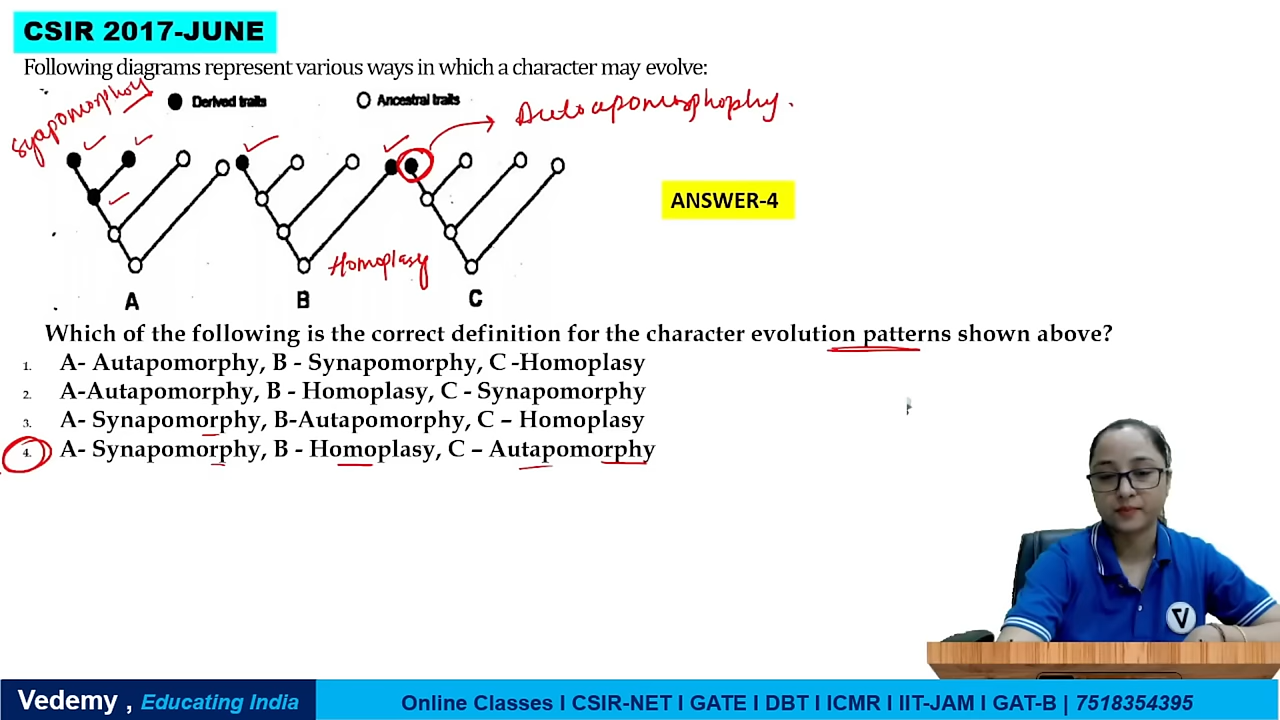 CSIR 2017-JUNE
Following diagrams represent various ways in which a character may evolve:
Syapomorphoy
Derived traits
Ancestral traits
Autoapomorphophy.
ANSWER-4
Homoplasy
A
B
C
Which of the following is the correct definition for the character evolution patterns shown above?
1. A- Autapomorphy, B - Synapomorphy, C -Homoplasy
2. A-Autapomorphy, B - Homoplasy, C - Synapomorphy
3. A- Synapomorphy, B-Autapomorphy, C – Homoplasy
4. A- Synapomorphy, B - Homoplasy, C – Autapomorphy
V
Vedemy , Educating India
Online Classes I CSIR-NET I GATE I DBT I ICMR I IIT-JAM I GAT-B | 7518354395